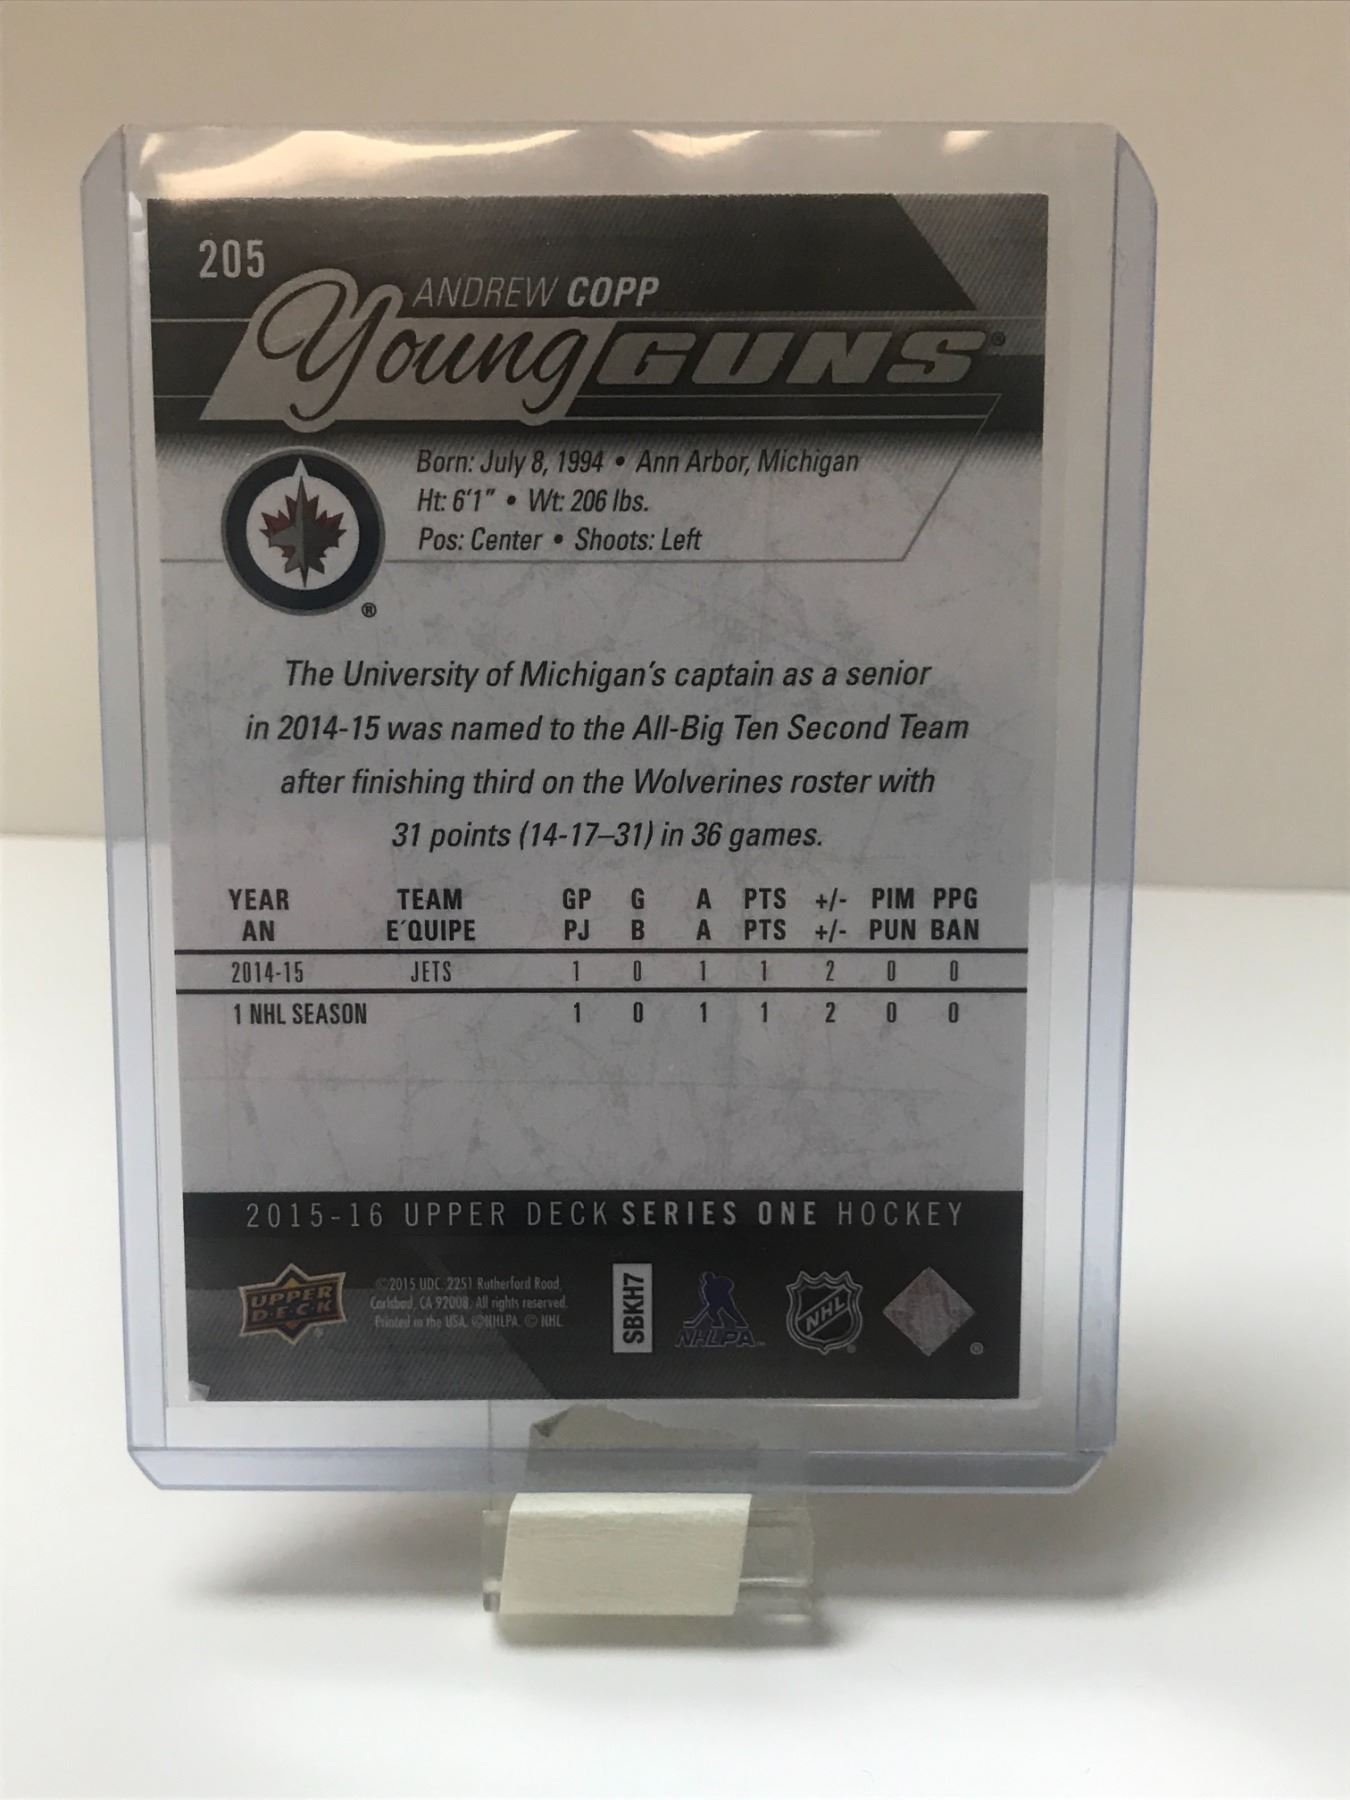 205
ANDREW COPP
Young GUNS®
Born: July 8, 1994 • Ann Arbor, Michigan
Ht: 6'1" • Wt: 206 lbs.
Pos: Center • Shoots: Left
®
The University of Michigan's captain as a senior
in 2014-15 was named to the All-Big Ten Second Team
after finishing third on the Wolverines roster with
31 points (14-17–31) in 36 games.
YEAR TEAM GP G A PTS +/- PIM PPG
AN E´QUIPE PJ B A PTS +/- PUN BAN
2014-15 JETS 1 0 1 1 2 0 0
1 NHL SEASON 1 0 1 1 2 0 0
2015-16 UPPER DECK SERIES ONE HOCKEY
UPPER
D·E·C·K
®
©2015 UDC. 2251 Rutherford Road,
Carlsbad, CA 92008. All rights reserved.
Printed in the USA. ©NHLPA. © NHL.
SBKH7
NHLPA™
NHL
®
®